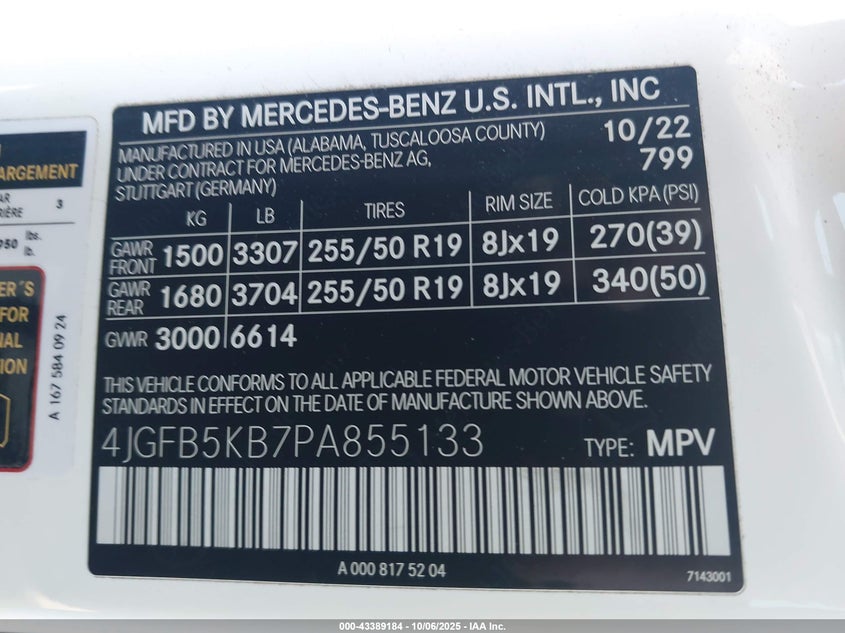 MFD BY MERCEDES-BENZ U.S. INTL., INC
MANUFACTURED IN USA (ALABAMA, TUSCALOOSA COUNTY) 10/22
UNDER CONTRACT FOR MERCEDES-BENZ AG, 799
STUTTGART (GERMANY)
KG LB TIRES RIM SIZE COLD KPA (PSI)
GAWR FRONT 1500 3307 255/50 R19 8Jx19 270(39)
GAWR REAR 1680 3704 255/50 R19 8Jx19 340(50)
GVWR 3000 6614
THIS VEHICLE CONFORMS TO ALL APPLICABLE FEDERAL MOTOR VEHICLE SAFETY
STANDARDS IN EFFECT ON THE DATE OF MANUFACTURE SHOWN ABOVE.
4JGFB5KB7PA855133 TYPE: MPV
A 000 817 52 04
7143001
ARGEMENT
3
950 lbs.
lb.
ER´S
FOR
NAL
TION
A 167 584 09 24
000-43389184 - 10/06/2025 - IAA Inc.